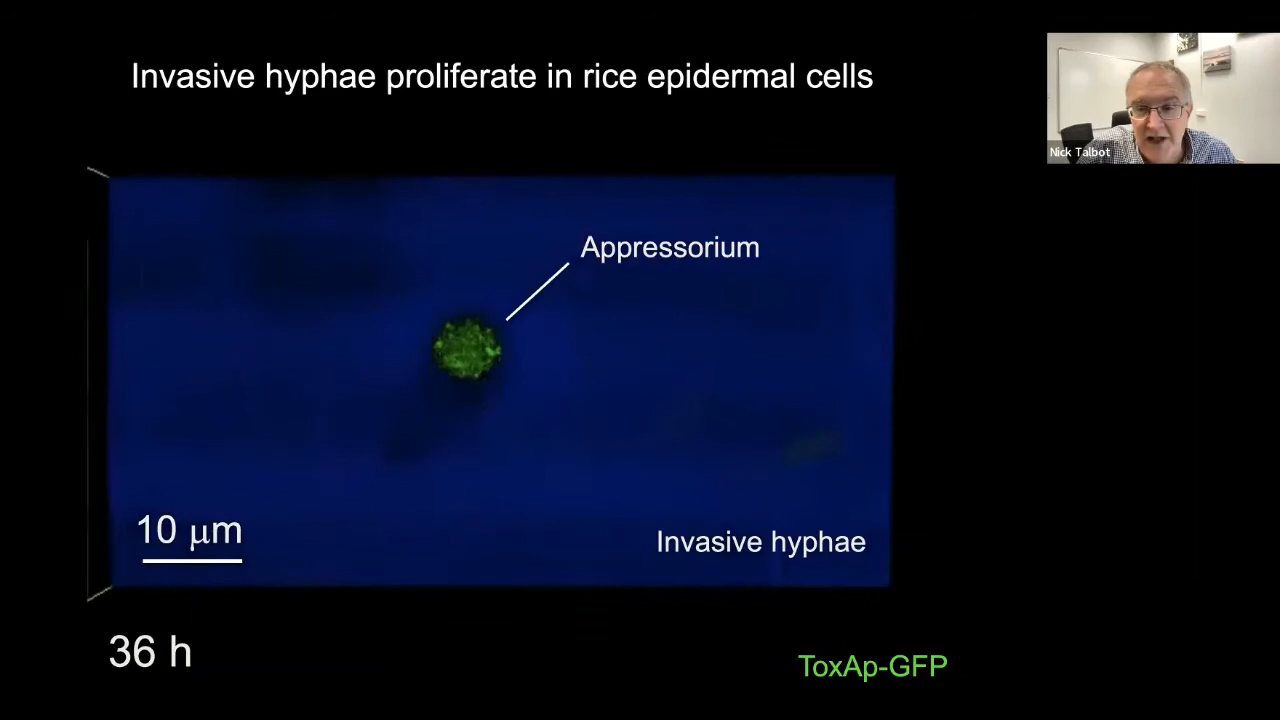 Invasive hyphae proliferate in rice epidermal cells
Nick Talbot
Appressorium
10 μm
Invasive hyphae
36 h
ToxAp-GFP